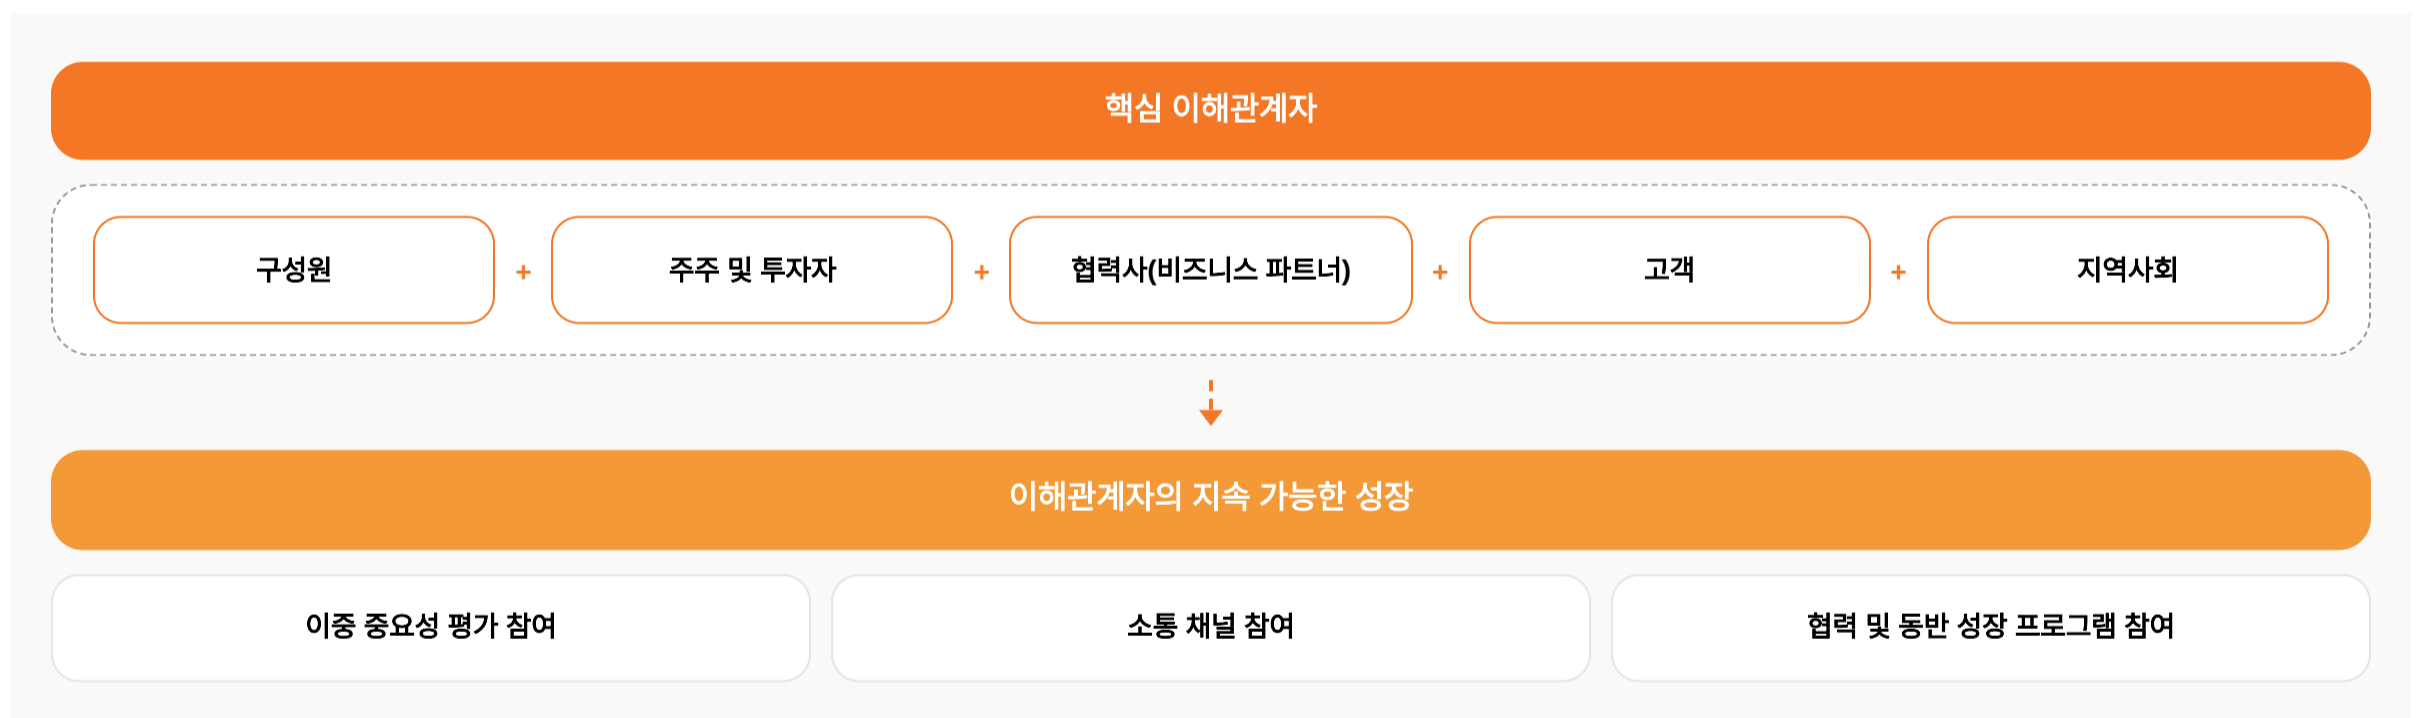 핵심 이해관계자
구성원 + 주주 및 투자자 + 협력사(비즈니스 파트너) + 고객 + 지역사회
이해관계자의 지속 가능한 성장
이중 중요성 평가 참여
소통 채널 참여
협력 및 동반 성장 프로그램 참여